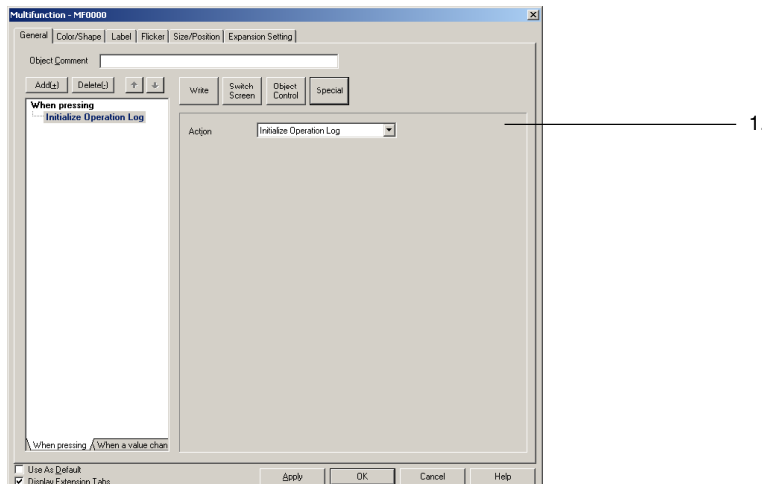 Multifunction - MF0000
General Color/Shape Label Flicker Size/Position Expansion Setting
Object Comment
Add(+) Delete(-)
Write Switch Screen Object Control Special
When pressing
Initialize Operation Log
Action Initialize Operation Log
1.
When pressing When a value chan
Use As Default
Display Extension Tabs
Apply OK Cancel Help